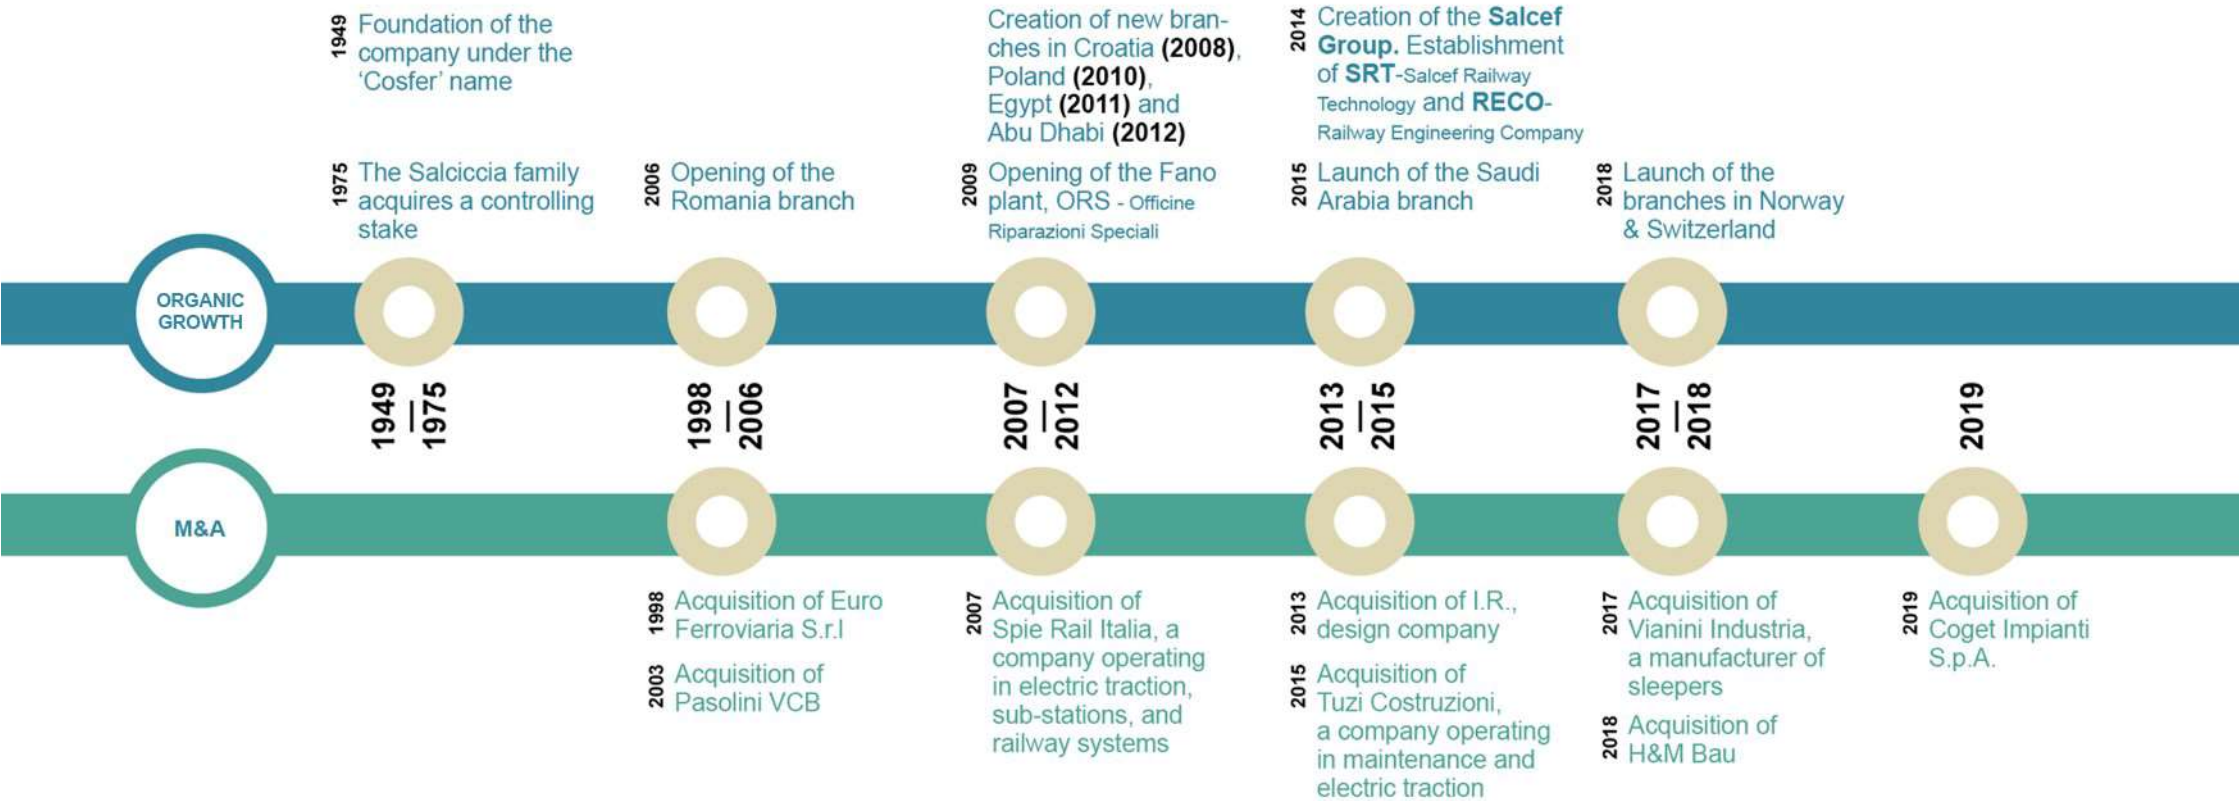 1949
Foundation of the
company under the
‘Cosfer’ name
1975
The Salciccia family
acquires a controlling
stake
2006
Opening of the
Romania branch
Creation of new bran-
ches in Croatia (2008),
Poland (2010),
Egypt (2011) and
Abu Dhabi (2012)
2009
Opening of the Fano
plant, ORS - Officine
Riparazioni Speciali
2014
Creation of the Salcef
Group. Establishment
of SRT-Salcef Railway
Technology and RECO-
Railway Engineering Company
2015
Launch of the Saudi
Arabia branch
2018
Launch of the
branches in Norway
& Switzerland
ORGANIC
GROWTH
1949
1975
1998
2006
2007
2012
2013
2015
2017
2018
2019
M&A
1998
Acquisition of Euro
Ferroviaria S.r.l
2003
Acquisition of
Pasolini VCB
2007
Acquisition of
Spie Rail Italia, a
company operating
in electric traction,
sub-stations, and
railway systems
2013
Acquisition of I.R.,
design company
2015
Acquisition of
Tuzi Costruzioni,
a company operating
in maintenance and
electric traction
2017
Acquisition of
Vianini Industria,
a manufacturer of
sleepers
2018
Acquisition of
H&M Bau
2019
Acquisition of
Coget Impianti
S.p.A.